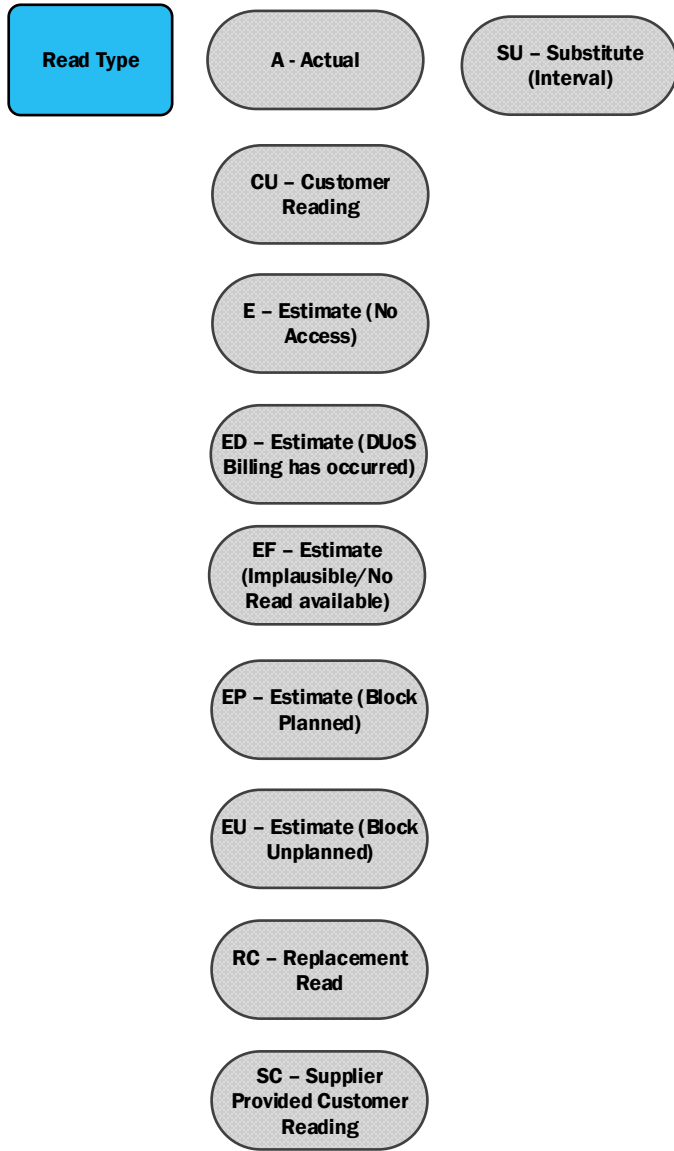 Read Type
A - Actual
SU – Substitute
(Interval)
CU – Customer
Reading
E – Estimate (No
Access)
ED – Estimate (DUoS
Billing has occurred)
EF – Estimate
(Implausible/No
Read available)
EP – Estimate (Block
Planned)
EU – Estimate (Block
Unplanned)
RC – Replacement
Read
SC – Supplier
Provided Customer
Reading